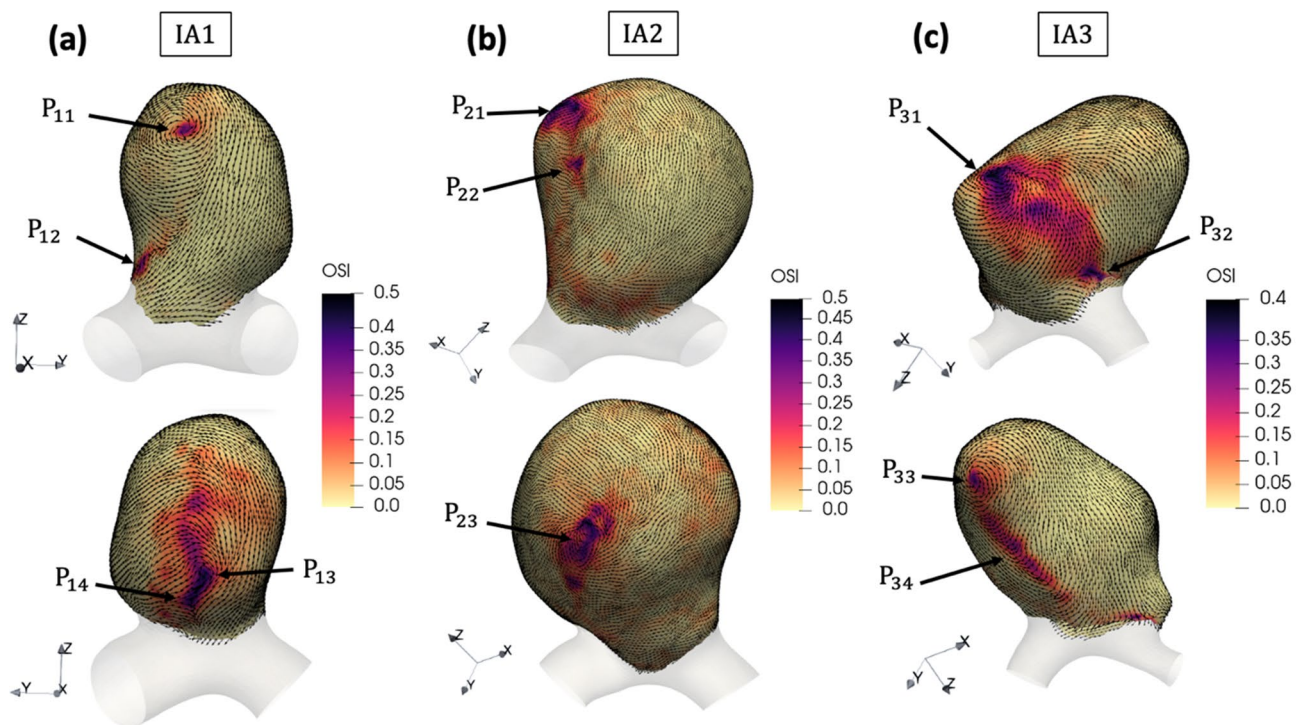 (a) IA1
(b) IA2
(c) IA3
P11
P12
Z
X Y
OSI
0.5
0.4
0.35
0.3
0.25
0.2
0.15
0.1
0.05
0.0
P14
P13
Z
Y X
P21
P22
X Z
Y
OSI
0.5
0.45
0.4
0.35
0.3
0.25
0.2
0.15
0.1
0.05
0.0
P23
Z X
Y
P31
P32
X Y
Z
OSI
0.4
0.35
0.3
0.25
0.2
0.15
0.1
0.05
0.0
P33
P34
X
Y Z